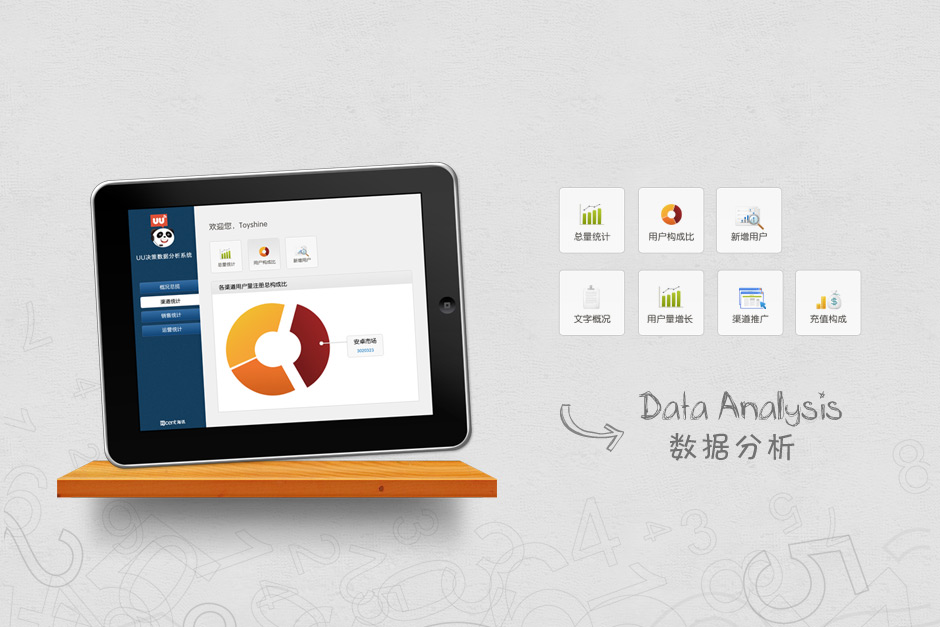 UU
UU决策数据分析系统
概况总揽
渠道统计
销售统计
运营统计
欢迎您，Toyshine
总量统计
用户构成比
新增用户
各渠道用户量注册总构成比
安卓市场
3020323
总量统计
用户构成比
新增用户
文字概况
用户量增长
渠道推广
充值构成
Data Analysis
数据分析